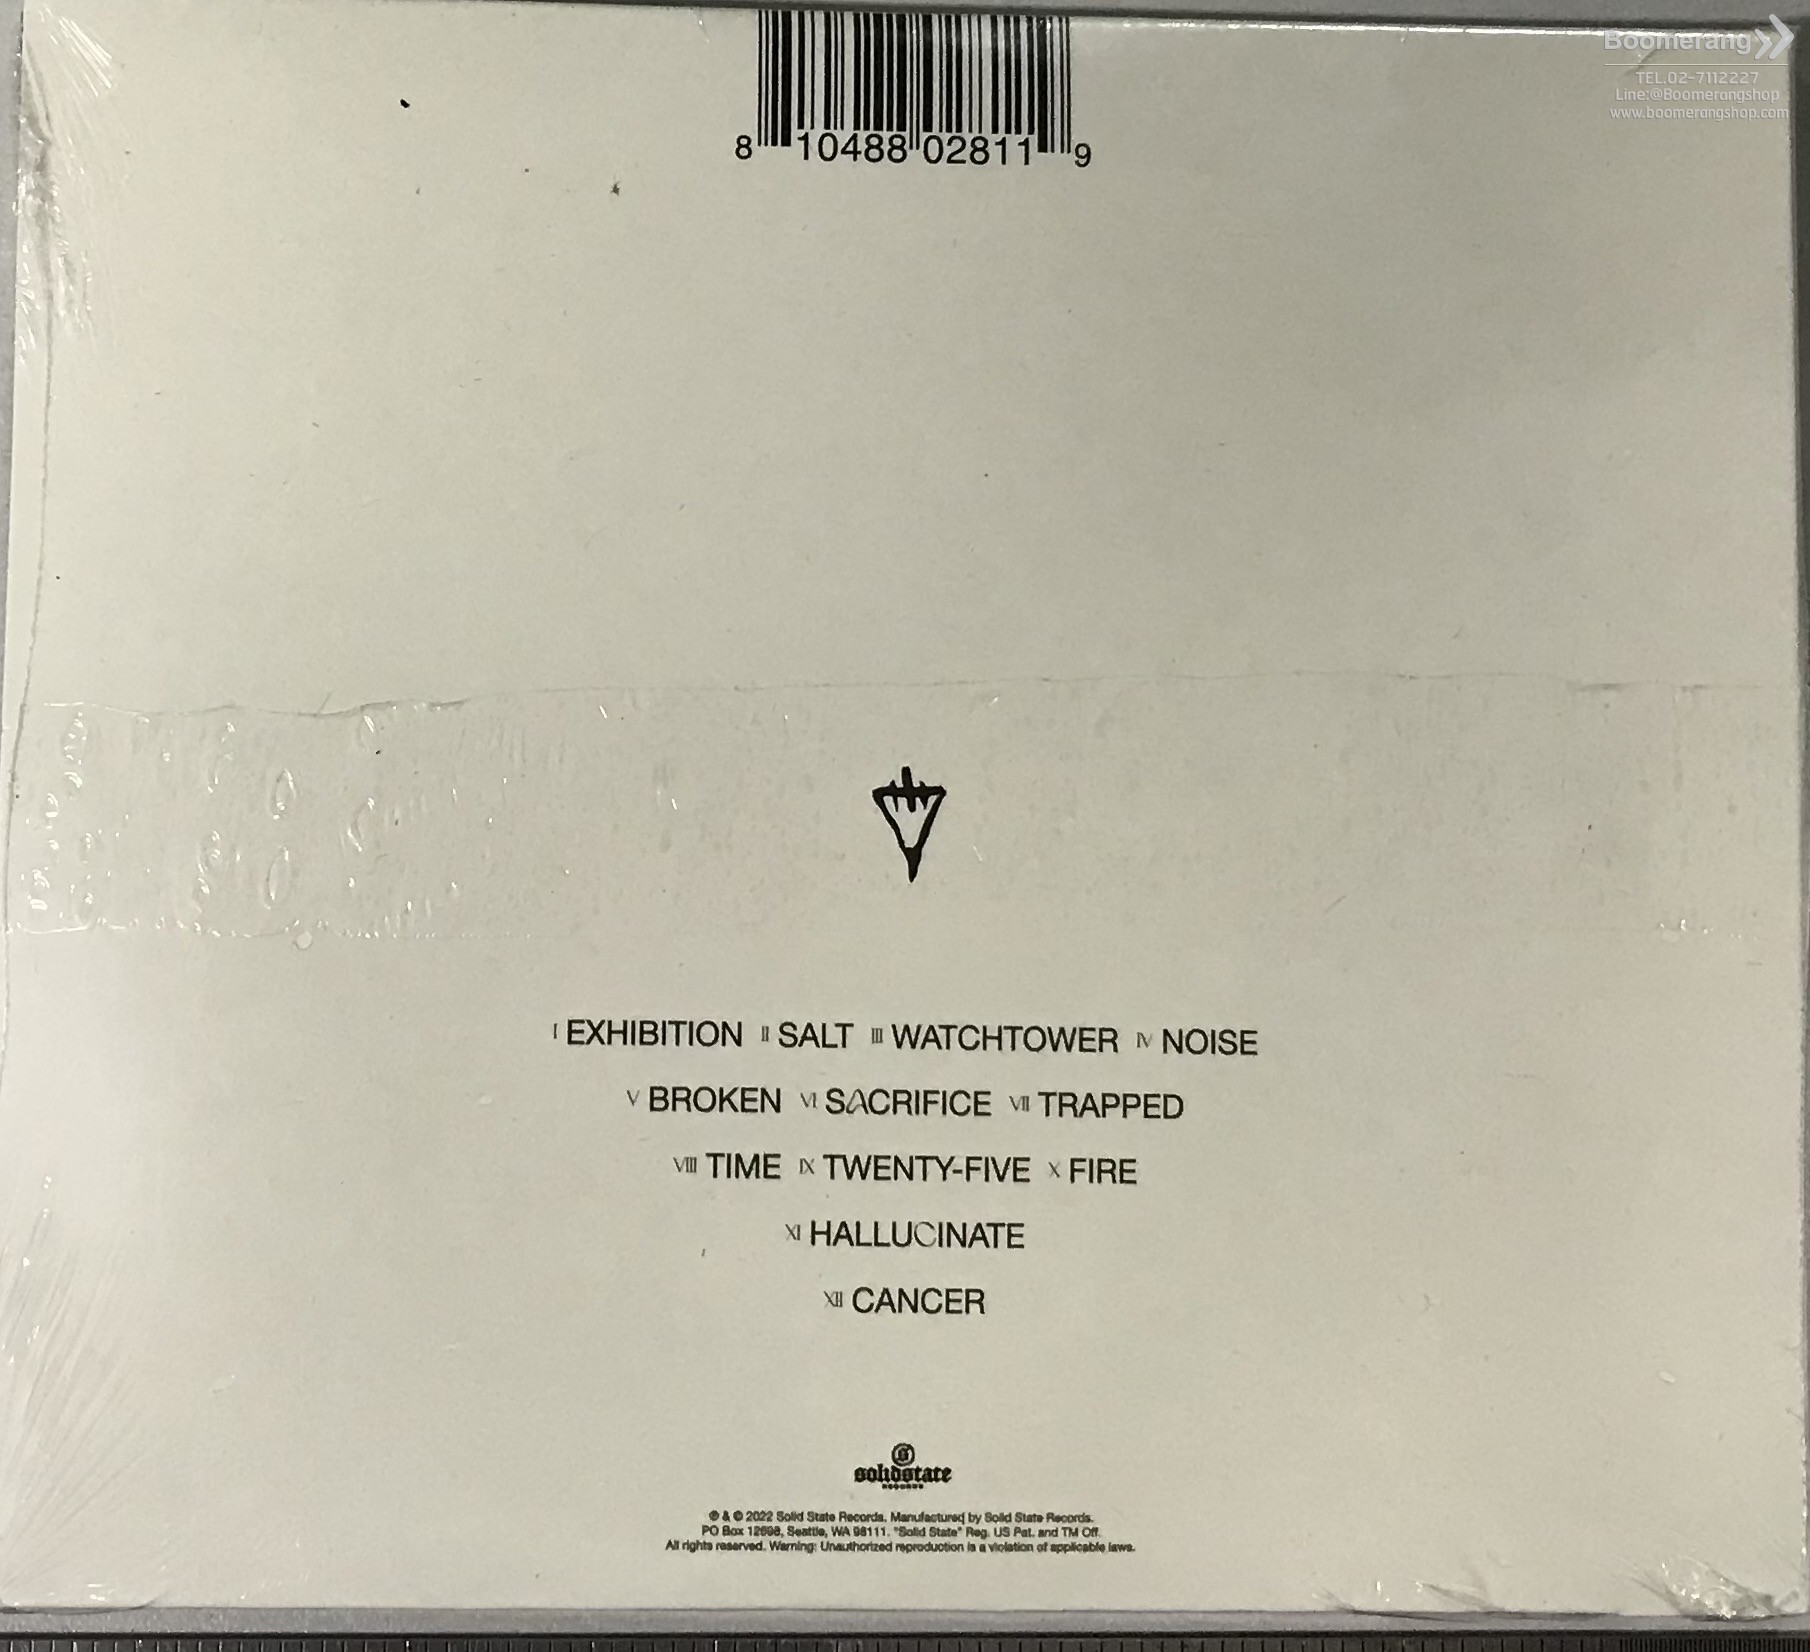 Boomerang
TEL.02-7112227
Line:@Boomerangshop
www.boomerangshop.com
8 10488 02811 9
I EXHIBITION II SALT III WATCHTOWER IV NOISE
V BROKEN VI SACRIFICE VII TRAPPED
VIII TIME IX TWENTY-FIVE X FIRE
XI HALLUCINATE
XII CANCER
solidstate
RECORDS
℗ & © 2022 Solid State Records. Manufactured by Solid State Records.
PO Box 12698, Seattle, WA 98111. "Solid State" Reg. US Pat. and TM Off.
All rights reserved. Warning: Unauthorized reproduction is a violation of applicable laws.